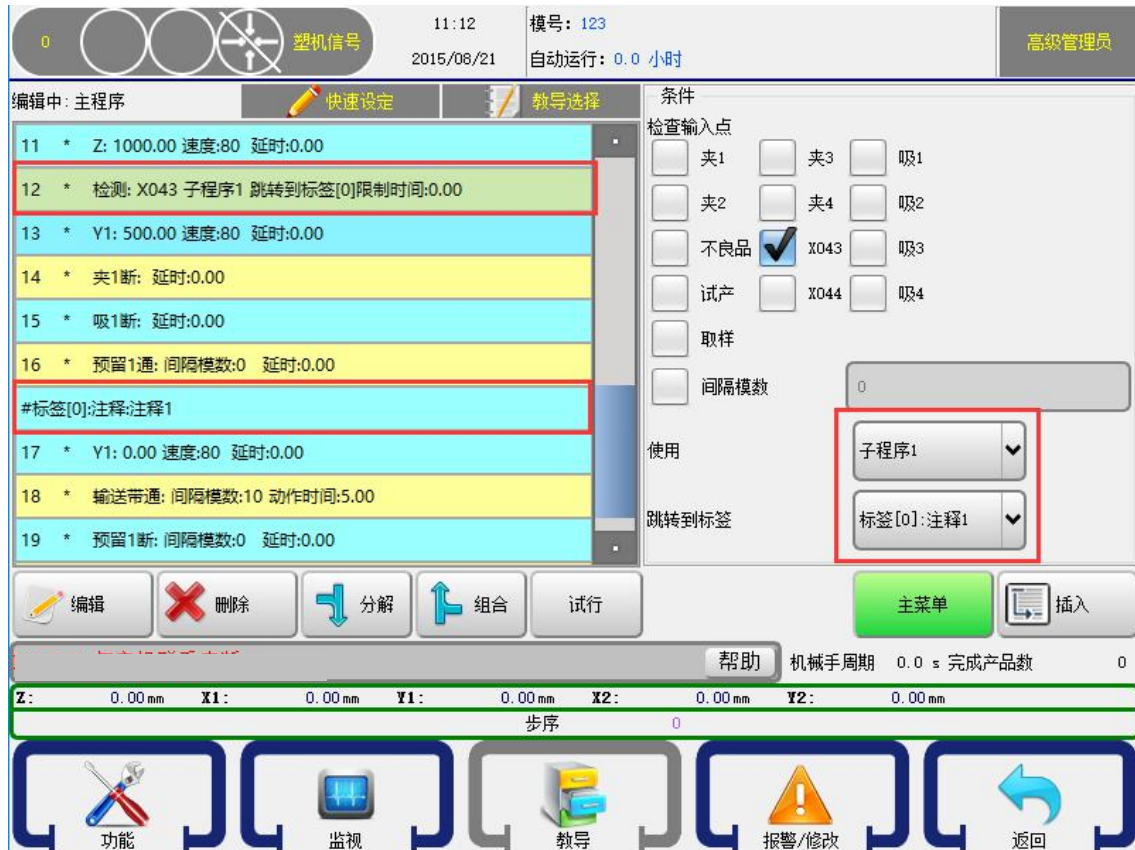 0 塑机信号 11:12 模号: 123 高级管理员
2015/08/21 自动运行: 0.0 小时
编辑中: 主程序 快速设定 教导选择
11 * Z: 1000.00 速度:80 延时:0.00
12 * 检测: X043 子程序1 跳转到标签[0]限制时间:0.00
13 * Y1: 500.00 速度:80 延时:0.00
14 * 夹1断: 延时:0.00
15 * 吸1断: 延时:0.00
16 * 预留1通: 间隔模数:0 延时:0.00
#标签[0]:注释:注释1
17 * Y1: 0.00 速度:80 延时:0.00
18 * 输送带通: 间隔模数:10 动作时间:5.00
19 * 预留1断: 间隔模数:0 延时:0.00
条件
检查输入点
夹1 夹3 吸1
夹2 夹4 吸2
不良品 X043 吸3
试产 X044 吸4
取样
间隔模数 0
使用 子程序1
跳转到标签 标签[0]:注释1
编辑 删除 分解 组合 试行 主菜单 插入
帮助 机械手周期 0.0 s 完成产品数 0
Z: 0.00 mm X1: 0.00 mm Y1: 0.00 mm X2: 0.00 mm Y2: 0.00 mm
步序 0
功能 监视 教导 报警/修改 返回